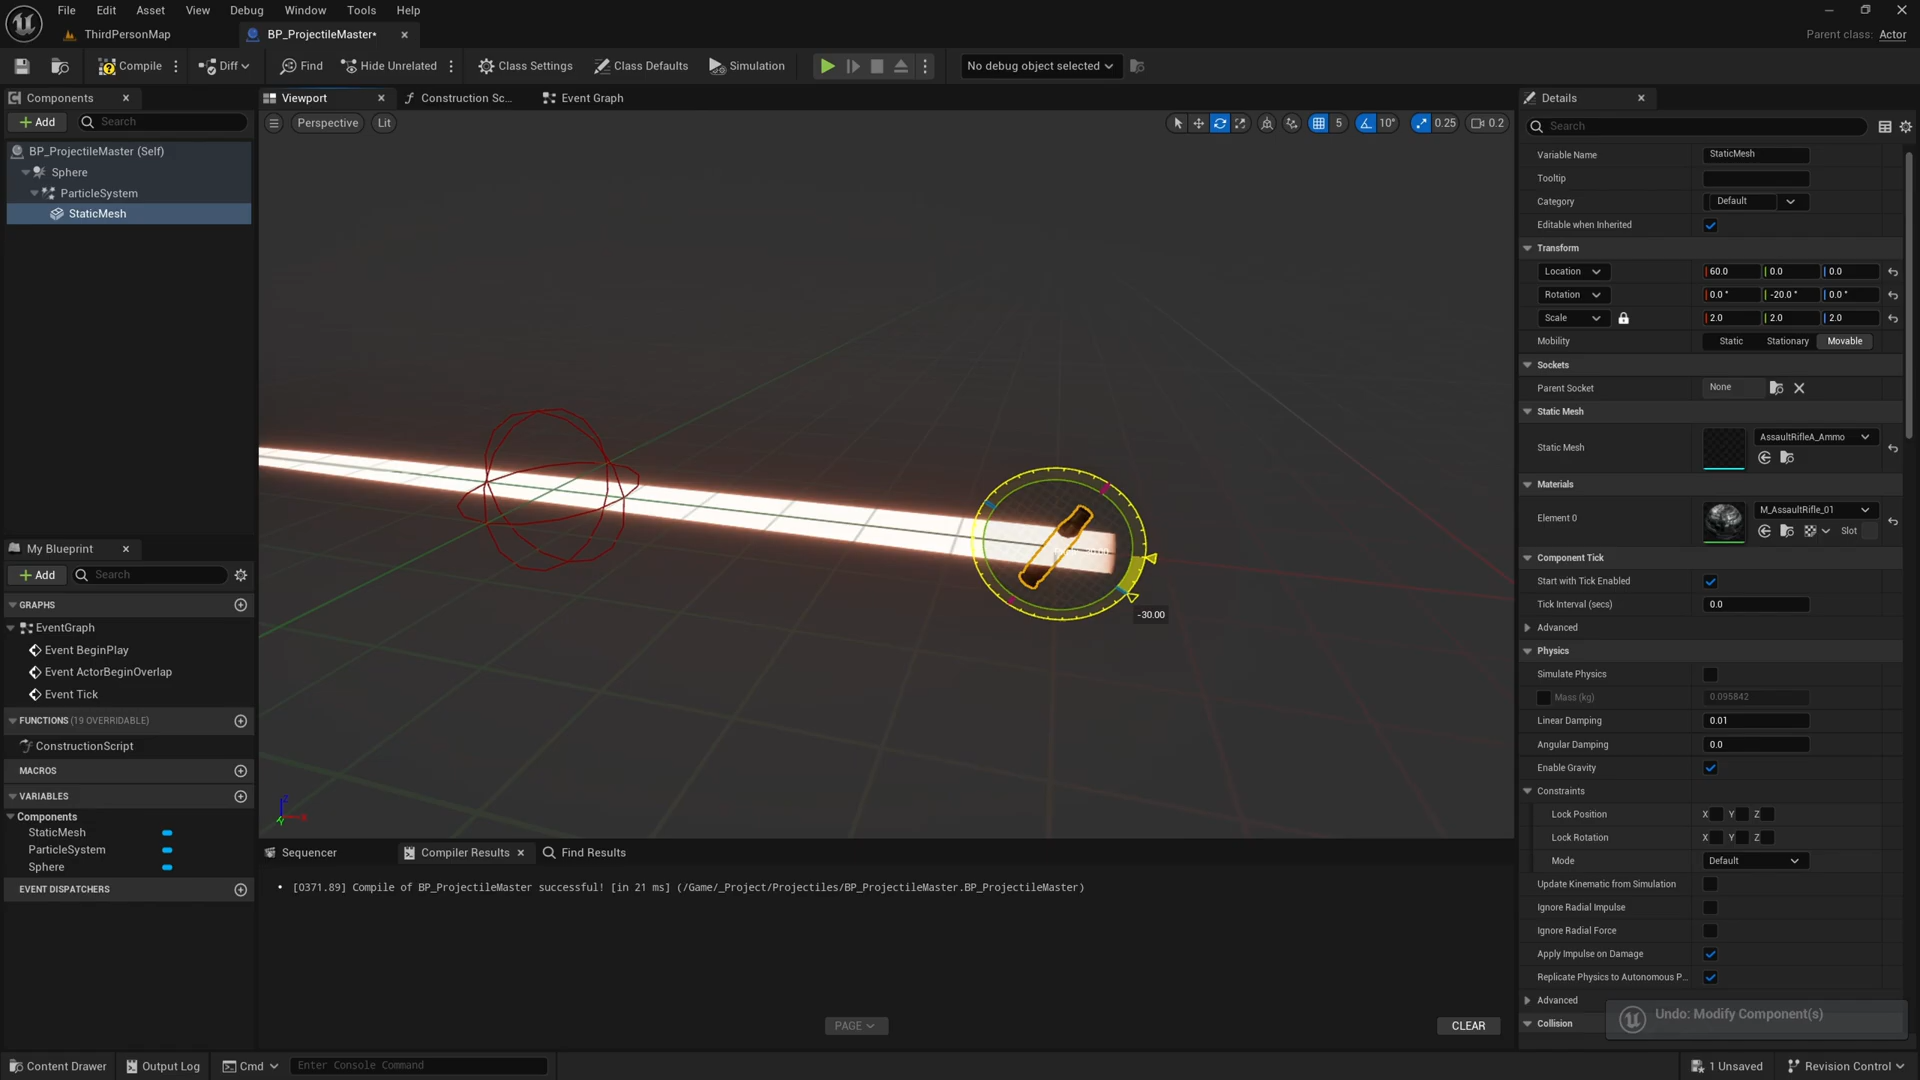 File Edit Asset View Debug Window Tools Help
ThirdPersonMap
BP_ProjectileMaster•
Parent class: Actor
Compile
Diff
Find
Hide Unrelated
Class Settings
Class Defaults
Simulation
No debug object selected
Components
Add
Search
BP_ProjectileMaster (Self)
Sphere
ParticleSystem
StaticMesh
My Blueprint
Add
Search
GRAPHS
EventGraph
Event BeginPlay
Event ActorBeginOverlap
Event Tick
FUNCTIONS (19 OVERRIDABLE)
ConstructionScript
MACROS
VARIABLES
Components
StaticMesh
ParticleSystem
Sphere
EVENT DISPATCHERS
Viewport
Construction Sc...
Event Graph
Perspective
Lit
5
10°
0.25
0.2
-30.00
Z
X
Y
Sequencer
Compiler Results
Find Results
[0371.89] Compile of BP_ProjectileMaster successful! [in 21 ms] (/Game/_Project/Projectiles/BP_ProjectileMaster.BP_ProjectileMaster)
PAGE
CLEAR
Details
Search
Variable Name StaticMesh
Tooltip
Category Default
Editable when Inherited
Transform
Location 60.0 0.0 0.0
Rotation 0.0 ° -20.0 ° 0.0 °
Scale 2.0 2.0 2.0
Mobility Static Stationary Movable
Sockets
Parent Socket None
Static Mesh
Static Mesh AssaultRifleA_Ammo
Materials
Element 0 M_AssaultRifle_01
Slot
Component Tick
Start with Tick Enabled
Tick Interval (secs) 0.0
Advanced
Physics
Simulate Physics
Mass (kg) 0.095842
Linear Damping 0.01
Angular Damping 0.0
Enable Gravity
Constraints
Lock Position X Y Z
Lock Rotation X Y Z
Mode Default
Update Kinematic from Simulation
Ignore Radial Impulse
Ignore Radial Force
Apply Impulse on Damage
Replicate Physics to Autonomous P...
Advanced
Collision
Undo: Modify Component(s)
Content Drawer
Output Log
Cmd
Enter Console Command
1 Unsaved
Revision Control